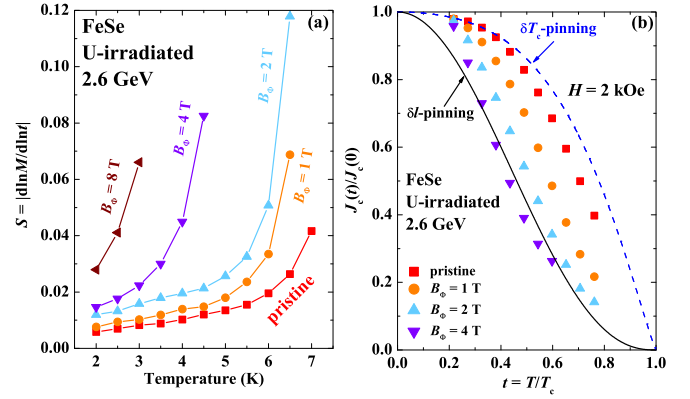 (a)
FeSe
U-irradiated
2.6 GeV
B_Φ = 8 T
B_Φ = 4 T
B_Φ = 2 T
B_Φ = 1 T
pristine
S = |dlnM/dlnt|
0.12
0.10
0.08
0.06
0.04
0.02
0.00
2 3 4 5 6 7
Temperature (K)
(b)
δT_c-pinning
δl-pinning
H = 2 kOe
FeSe
U-irradiated
2.6 GeV
pristine
B_Φ = 1 T
B_Φ = 2 T
B_Φ = 4 T
J_c(t)/J_c(0)
1.0
0.8
0.6
0.4
0.2
0.0
0.0 0.2 0.4 0.6 0.8 1.0
t = T/T_c